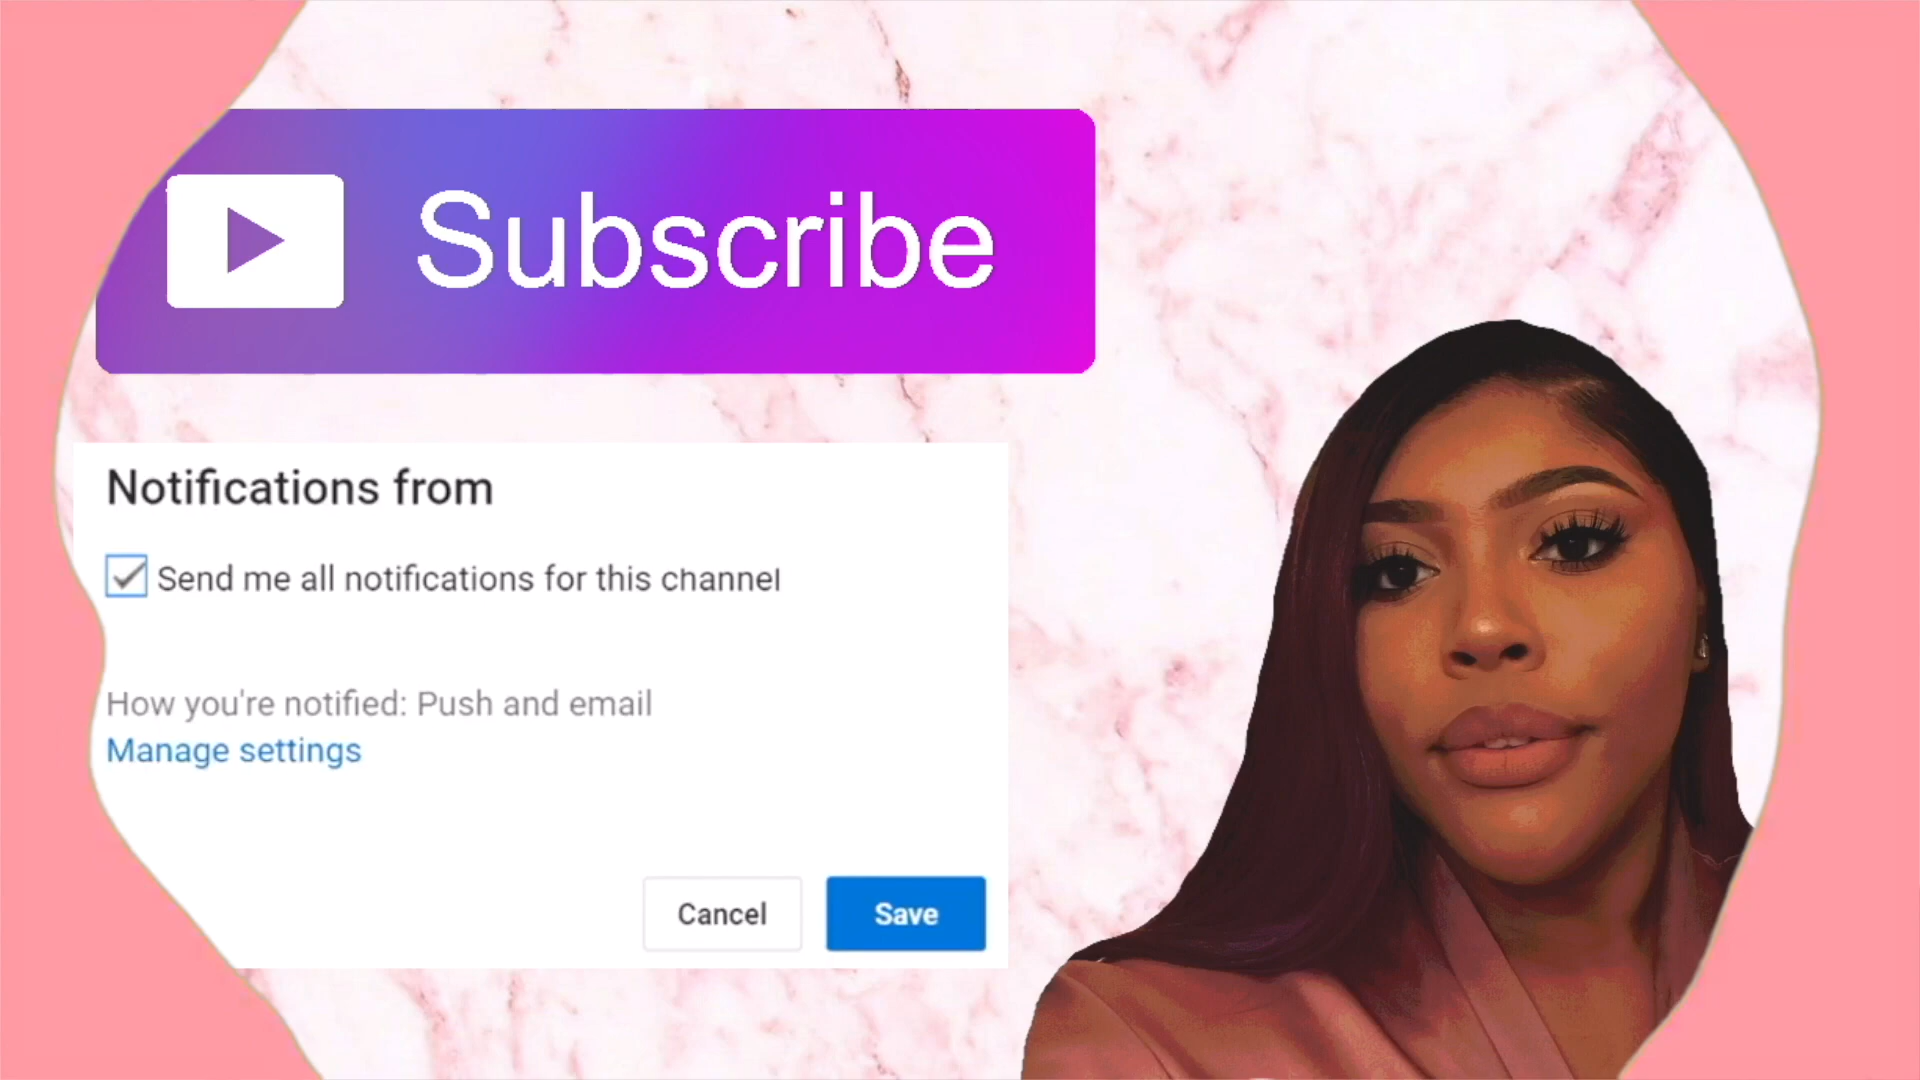 Subscribe
Notifications from
Send me all notifications for this channel
How you're notified: Push and email
Manage settings
Cancel
Save